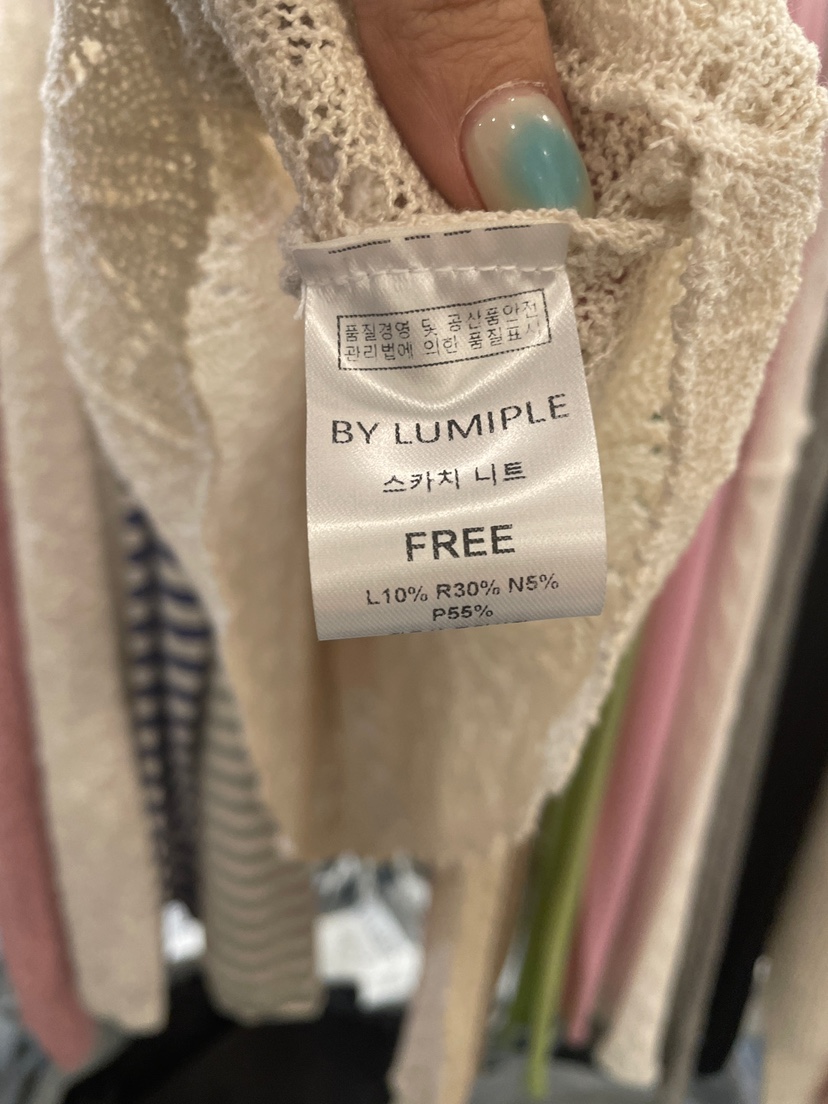 품질경영 및 공산품안전
관리법에 의한 품질표시
BY LUMIPLE
스카치 니트
FREE
L10% R30% N5%
P55%